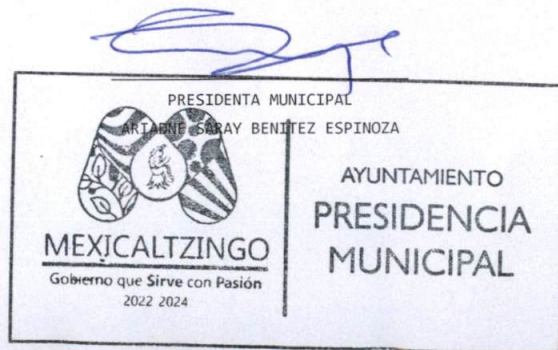 PRESIDENTA MUNICIPAL
ARIADNE SARAY BENITEZ ESPINOZA
MEXICALTZINGO
Gobierno que Sirve con Pasión
2022 2024
AYUNTAMIENTO
PRESIDENCIA
MUNICIPAL